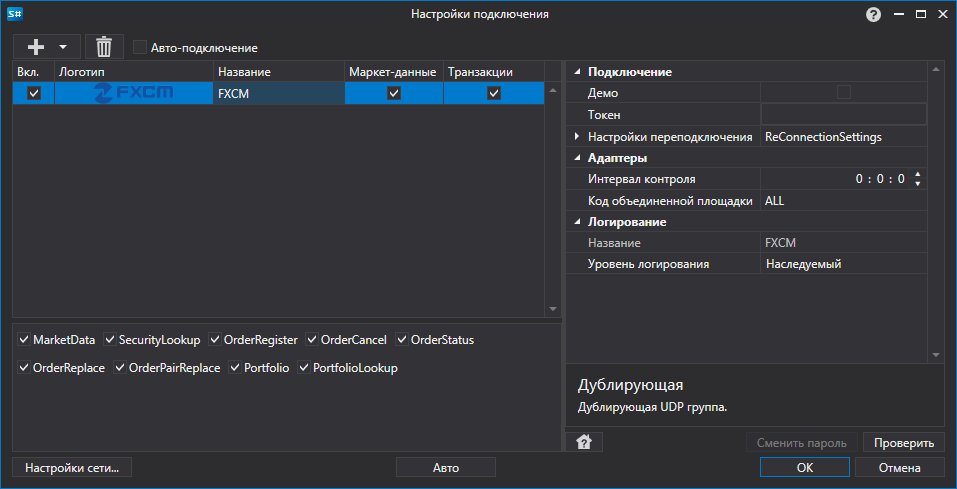 S#
Настройки подключения
Авто-подключение
Вкл. Логотип Название Маркет-данные Транзакции
FXCM FXCM
Подключение
Демо
Токен
Настройки переподключения ReConnectionSettings
Адаптеры
Интервал контроля 0 : 0 : 0
Код объединенной площадки ALL
Логирование
Название FXCM
Уровень логирования Наследуемый
MarketData SecurityLookup OrderRegister OrderCancel OrderStatus
OrderReplace OrderPairReplace Portfolio PortfolioLookup
Дублирующая
Дублирующая UDP группа.
Сменить пароль Проверить
Настройки сети... Авто OK Отмена